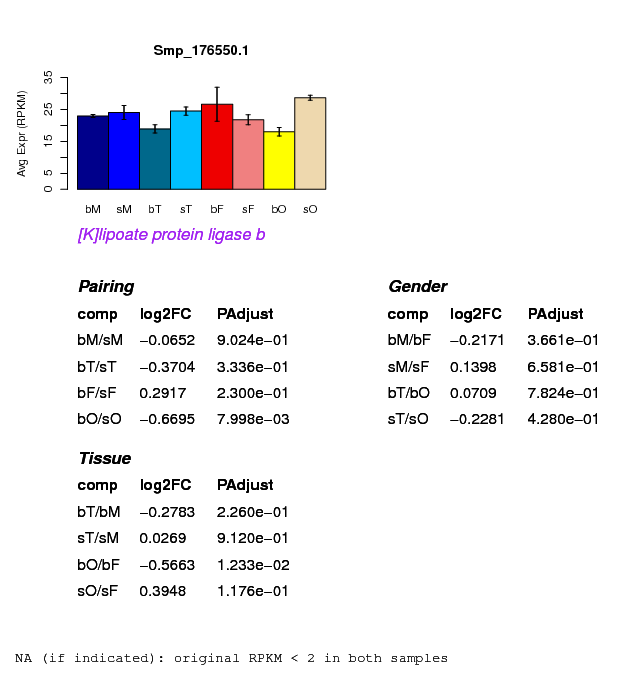 Smp_176550.1
Avg Expr (RPKM)
35
25
15
5
0
bM sM bT sT bF sF bO sO
[K]lipoate protein ligase b
Pairing
comp log2FC PAdjust
bM/sM −0.0652 9.024e−01
bT/sT −0.3704 3.336e−01
bF/sF 0.2917 2.300e−01
bO/sO −0.6695 7.998e−03
Gender
comp log2FC PAdjust
bM/bF −0.2171 3.661e−01
sM/sF 0.1398 6.581e−01
bT/bO 0.0709 7.824e−01
sT/sO −0.2281 4.280e−01
Tissue
comp log2FC PAdjust
bT/bM −0.2783 2.260e−01
sT/sM 0.0269 9.120e−01
bO/bF −0.5663 1.233e−02
sO/sF 0.3948 1.176e−01
NA (if indicated): original RPKM < 2 in both samples